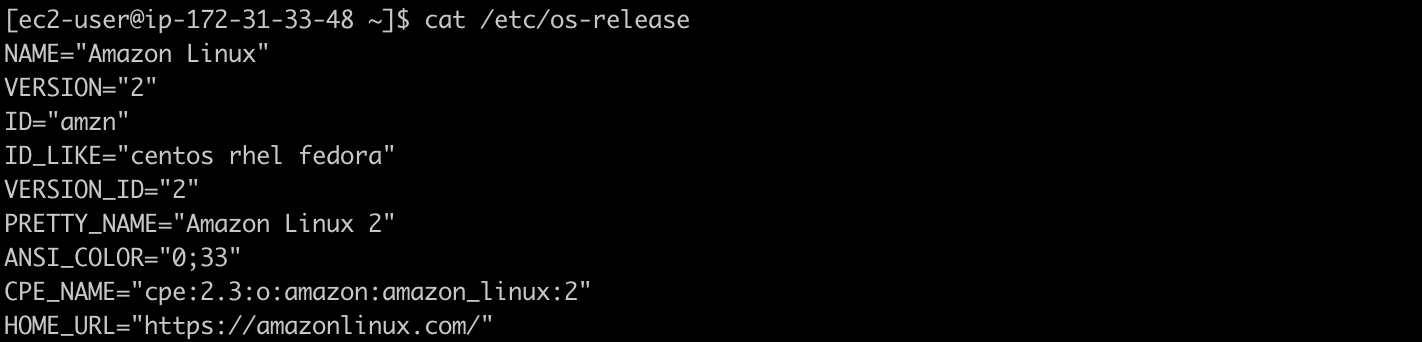 [ec2-user@ip-172-31-33-48 ~]$ cat /etc/os-release
NAME="Amazon Linux"
VERSION="2"
ID="amzn"
ID_LIKE="centos rhel fedora"
VERSION_ID="2"
PRETTY_NAME="Amazon Linux 2"
ANSI_COLOR="0;33"
CPE_NAME="cpe:2.3:o:amazon:amazon_linux:2"
HOME_URL="https://amazonlinux.com/"